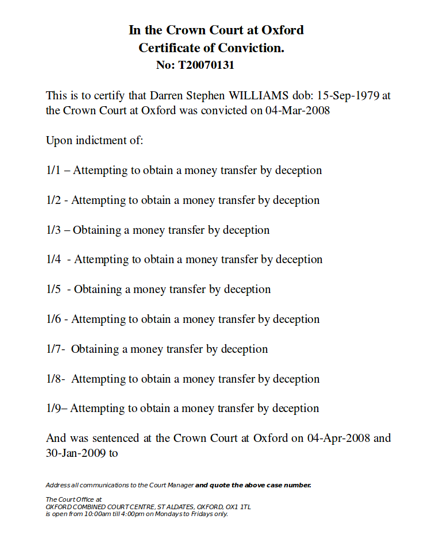 In the Crown Court at Oxford
Certificate of Conviction.
No: T20070131
This is to certify that Darren Stephen WILLIAMS dob: 15-Sep-1979 at
the Crown Court at Oxford was convicted on 04-Mar-2008
Upon indictment of:
1/1 – Attempting to obtain a money transfer by deception
1/2 - Attempting to obtain a money transfer by deception
1/3 – Obtaining a money transfer by deception
1/4 - Attempting to obtain a money transfer by deception
1/5 - Obtaining a money transfer by deception
1/6 - Attempting to obtain a money transfer by deception
1/7- Obtaining a money transfer by deception
1/8- Attempting to obtain a money transfer by deception
1/9– Attempting to obtain a money transfer by deception
And was sentenced at the Crown Court at Oxford on 04-Apr-2008 and
30-Jan-2009 to
Address all communications to the Court Manager and quote the above case number.
The Court Office at
OXFORD COMBINED COURT CENTRE, ST ALDATES, OXFORD, OX1 1TL
is open from 10:00am till 4:00pm on Mondays to Fridays only.